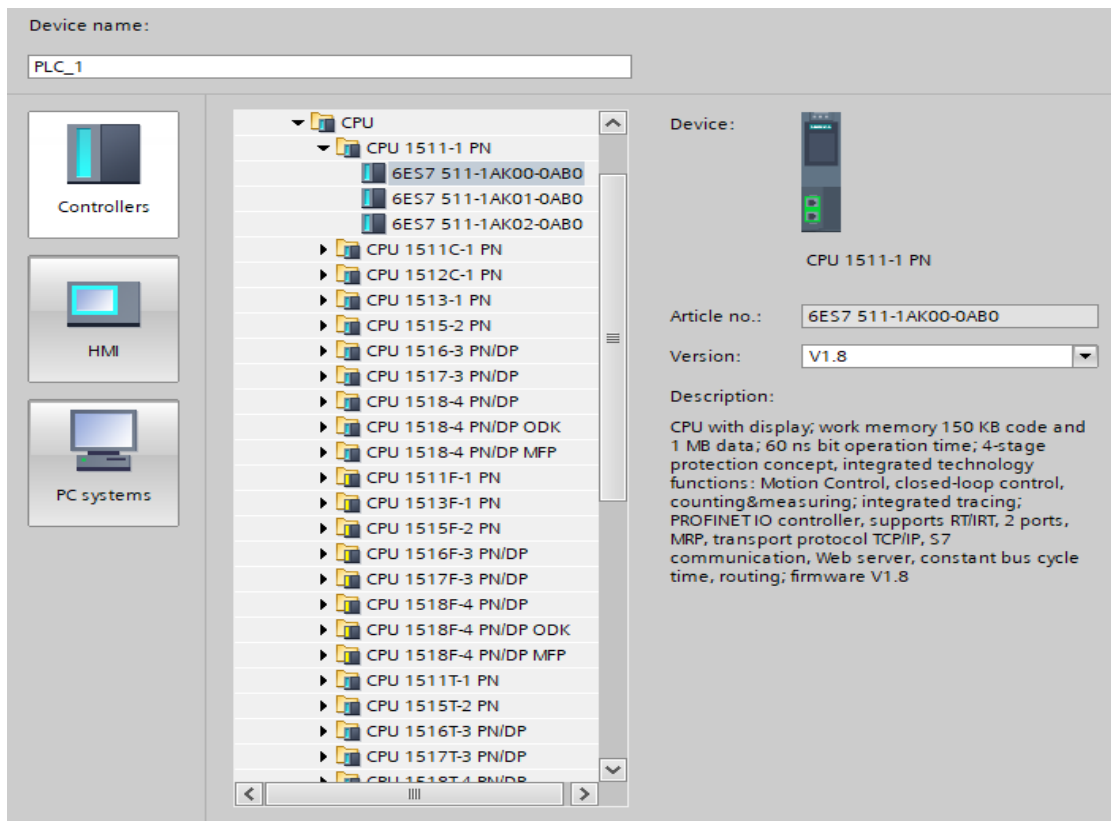 Device name:
PLC_1
Controllers
HMI
PC systems
CPU
CPU 1511-1 PN
6ES7 511-1AK00-0AB0
6ES7 511-1AK01-0AB0
6ES7 511-1AK02-0AB0
CPU 1511C-1 PN
CPU 1512C-1 PN
CPU 1513-1 PN
CPU 1515-2 PN
CPU 1516-3 PN/DP
CPU 1517-3 PN/DP
CPU 1518-4 PN/DP
CPU 1518-4 PN/DP ODK
CPU 1518-4 PN/DP MFP
CPU 1511F-1 PN
CPU 1513F-1 PN
CPU 1515F-2 PN
CPU 1516F-3 PN/DP
CPU 1517F-3 PN/DP
CPU 1518F-4 PN/DP
CPU 1518F-4 PN/DP ODK
CPU 1518F-4 PN/DP MFP
CPU 1511T-1 PN
CPU 1515T-2 PN
CPU 1516T-3 PN/DP
CPU 1517T-3 PN/DP
CPU 1518T-4 PN/DP
Device:
CPU 1511-1 PN
Article no.: 6ES7 511-1AK00-0AB0
Version: V1.8
Description:
CPU with display; work memory 150 KB code and
1 MB data; 60 ns bit operation time; 4-stage
protection concept, integrated technology
functions: Motion Control, closed-loop control,
counting&measuring; integrated tracing;
PROFINET IO controller, supports RT/IRT, 2 ports,
MRP, transport protocol TCP/IP, S7
communication, Web server, constant bus cycle
time, routing; firmware V1.8